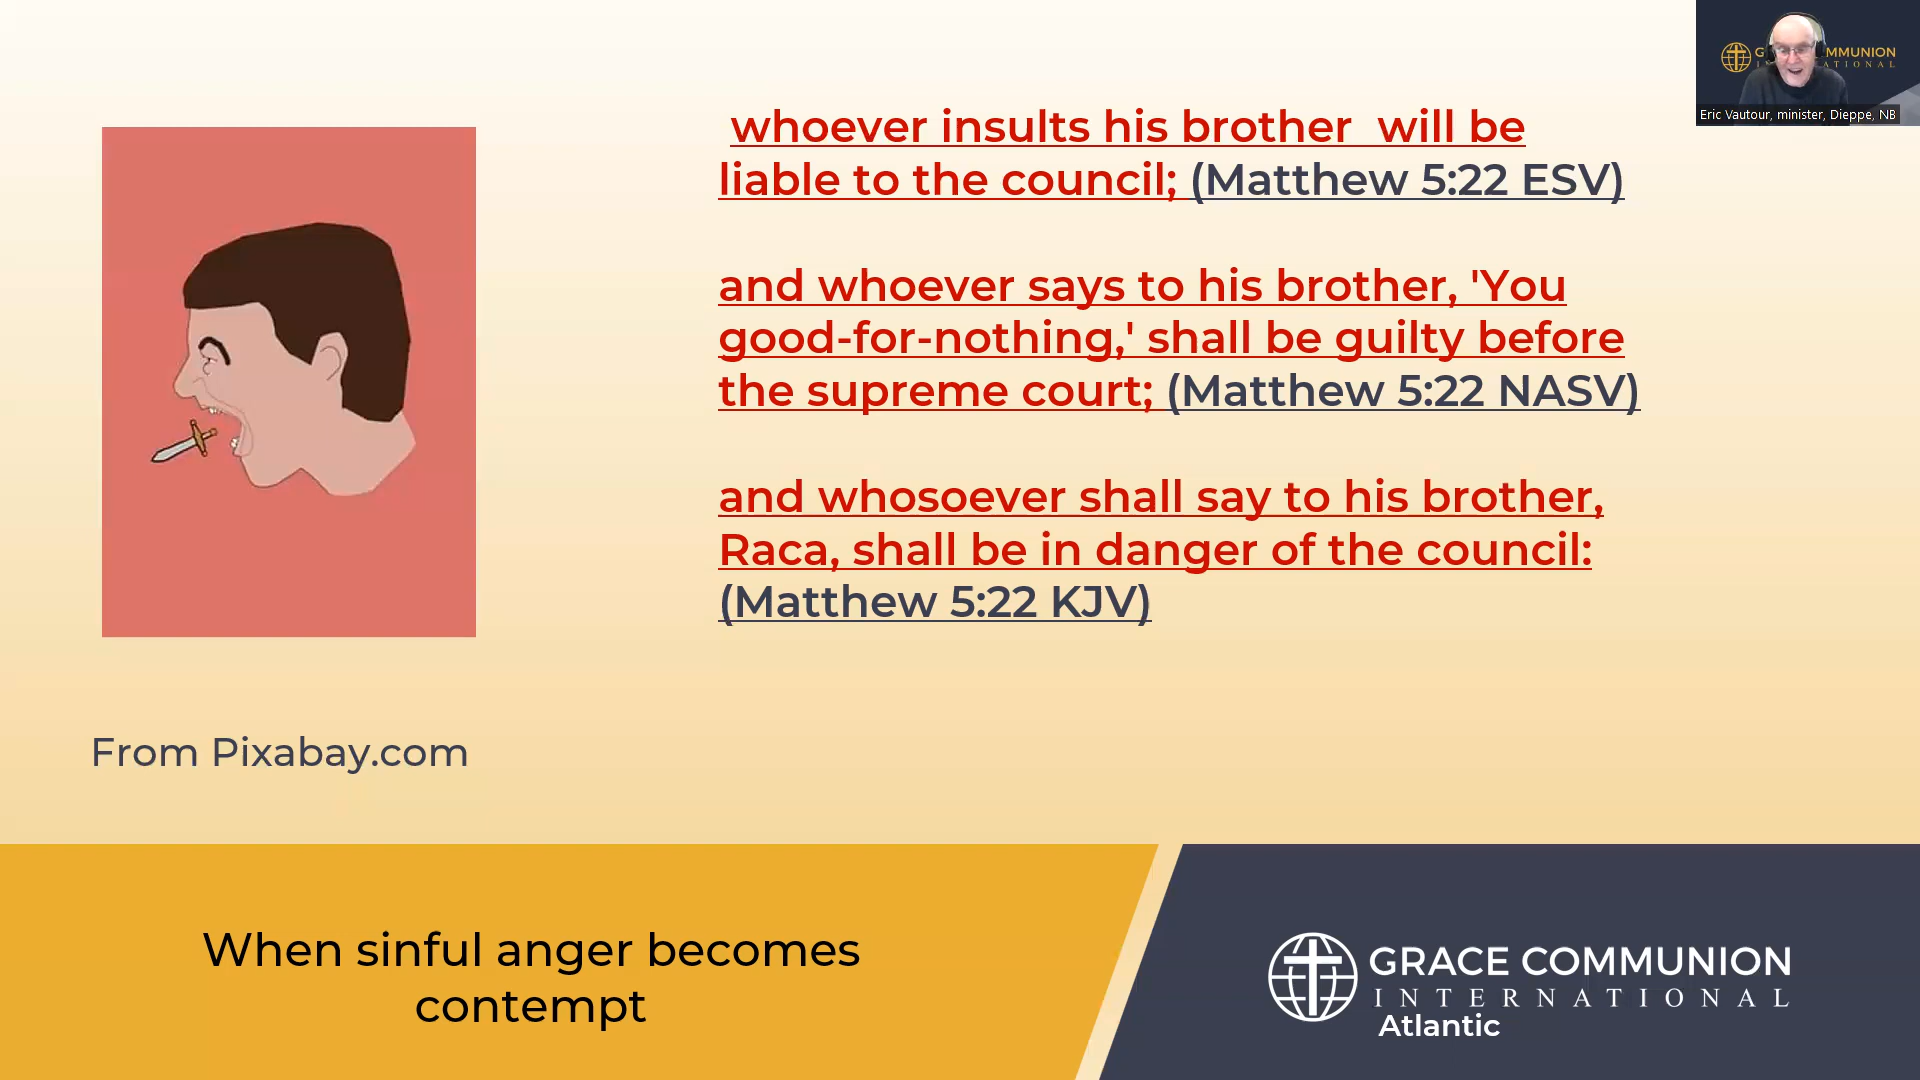 whoever insults his brother  will be
liable to the council; (Matthew 5:22 ESV)
and whoever says to his brother, 'You
good-for-nothing,' shall be guilty before
the supreme court; (Matthew 5:22 NASV)
and whosoever shall say to his brother,
Raca, shall be in danger of the council:
(Matthew 5:22 KJV)
From Pixabay.com
When sinful anger becomes
contempt
GRACE COMMUNION
INTERNATIONAL
Atlantic
Eric Vautour, minister, Dieppe, NB